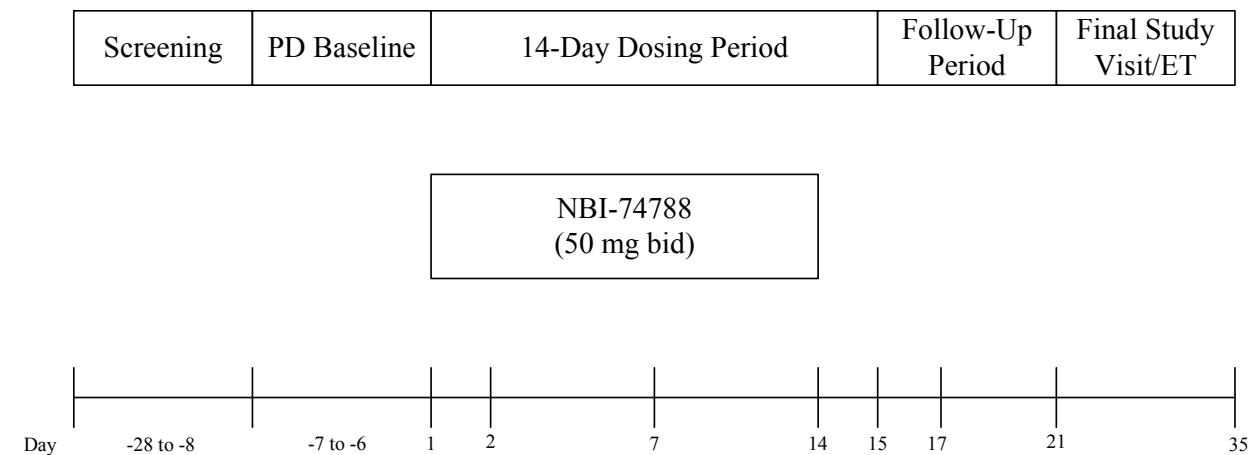 Screening
PD Baseline
14-Day Dosing Period
Follow-Up
Period
Final Study
Visit/ET
NBI-74788
(50 mg bid)
Day -28 to -8 -7 to -6 1 2 7 14 15 17 21 35